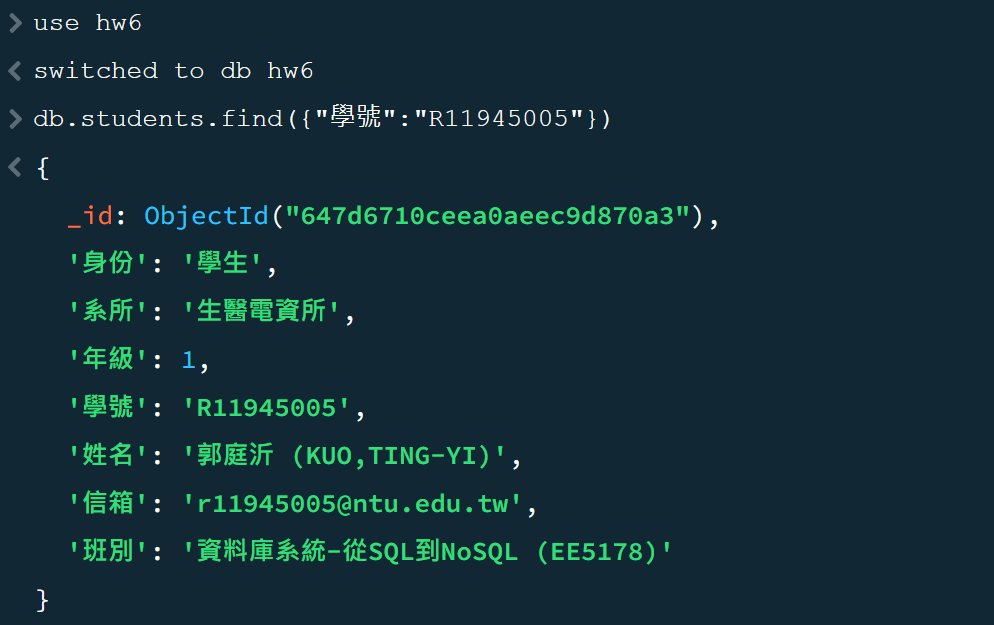 use hw6
switched to db hw6
db.students.find({"學號":"R11945005"})
{
_id: ObjectId("647d6710ceea0aeec9d870a3"),
'身份': '學生',
'系所': '生醫電資所',
'年級': 1,
'學號': 'R11945005',
'姓名': '郭庭沂 (KUO,TING-YI)',
'信箱': 'r11945005@ntu.edu.tw',
'班別': '資料庫系統-從SQL到NoSQL (EE5178)'
}